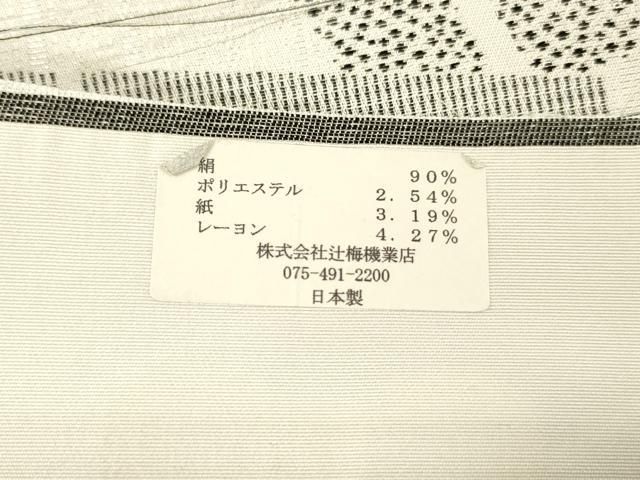 絹 90%
ポリエステル 2.54%
紙 3.19%
レーヨン 4.27%
株式会社辻梅機業店
075-491-2200
日本製